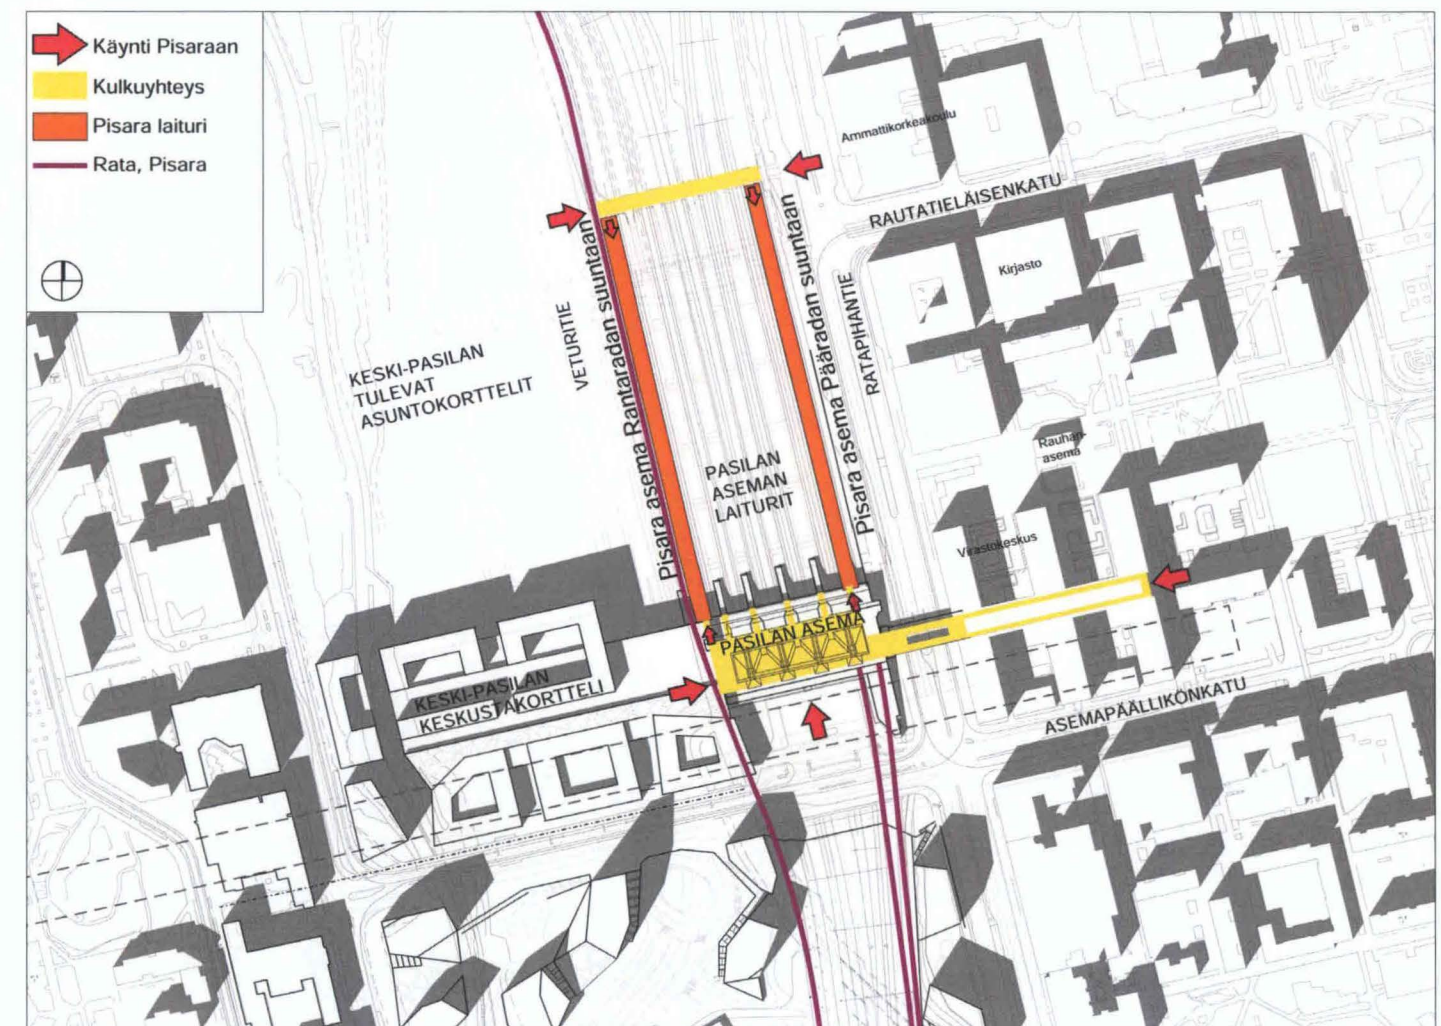 Käynti Pisaraan
Kulkuyhteys
Pisara laituri
Rata, Pisara
Ammattikorkeakoulu
RAUTATIELÄISENKATU
Kirjasto
Pisara asema Rantaradan suuntaan
Pisara asema Pääradan suuntaan
VETURITIE
RATAPIHANTIE
KESKI-PASILAN
TULEVAT
ASUNTOKORTTELIT
Rauhan-
asema
PASILAN
ASEMAN
LAITURIT
Virastokeskus
PASILAN ASEMA
KESKI-PASILAN
KESKUSTAKORTTELI
ASEMAPÄÄLLIKÖNKATU